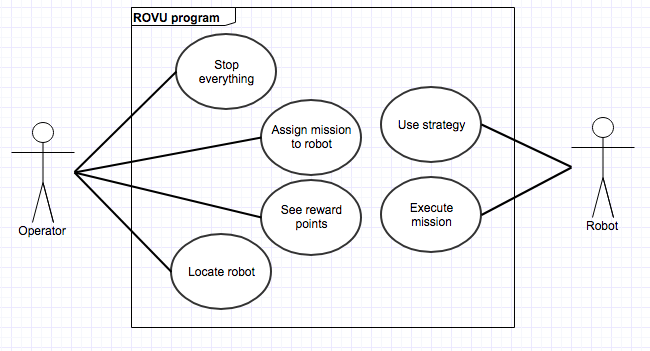 ROVU program
Stop
everything
Assign mission
to robot
Use strategy
See reward
points
Execute
mission
Operator
Robot
Locate robot